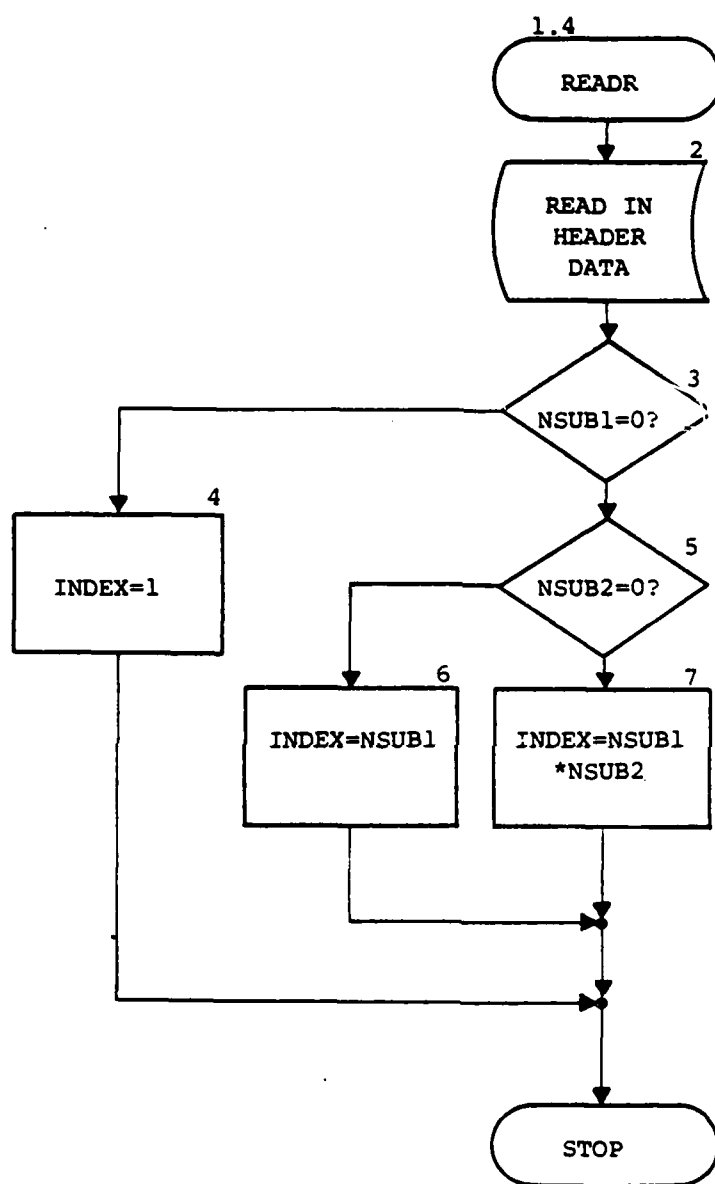 1.4
READR
2
READ IN
HEADER
DATA
3
NSUB1=0?
4
INDEX=1
5
NSUB2=0?
6
INDEX=NSUB1
7
INDEX=NSUB1
*NSUB2
STOP